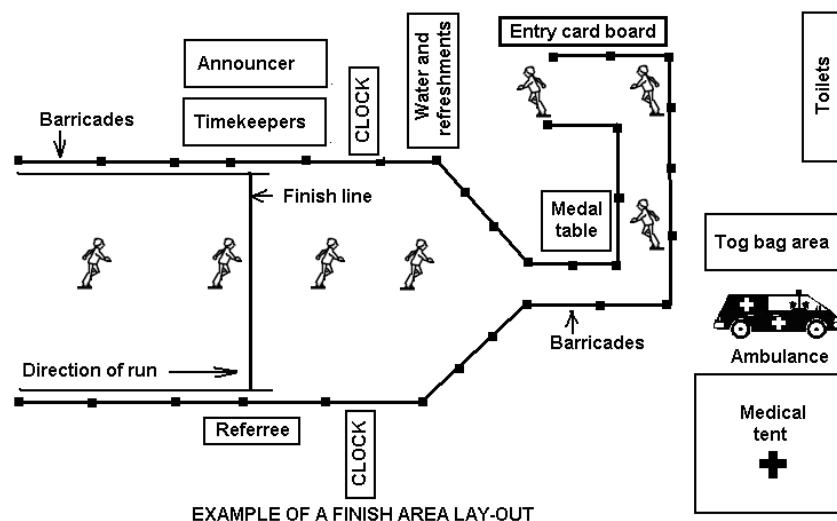 Entry card board
Announcer
Timekeepers
CLOCK
Water and
refreshments
Toilets
Barricades
Finish line
Medal
table
Tog bag area
Direction of run
Barricades
Ambulance
Referree
CLOCK
Medical
tent
EXAMPLE OF A FINISH AREA LAY-OUT